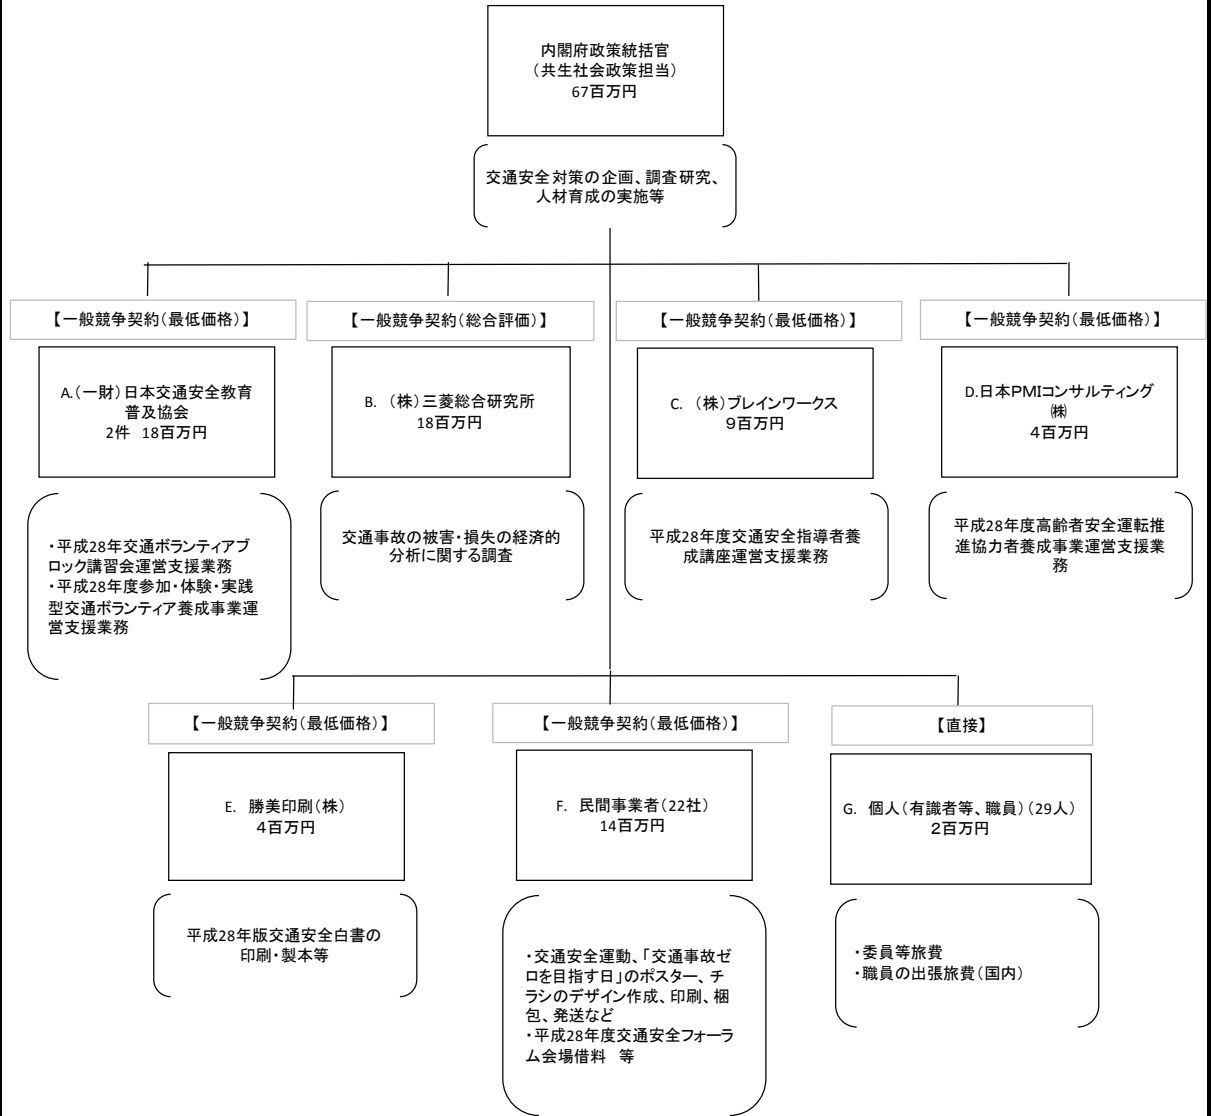 内閣府政策統括官
（共生社会政策担当）
67百万円
交通安全対策の企画、調査研究、
人材育成の実施等
【一般競争契約（最低価格）】
【一般競争契約（総合評価）】
【一般競争契約（最低価格）】
【一般競争契約（最低価格）】
A.（一財）日本交通安全教育
普及協会
2件 18百万円
B. （株）三菱総合研究所
18百万円
C. （株）ブレインワークス
９百万円
D.日本PMIコンサルティング
㈱
４百万円
・平成28年交通ボランティアブ
ロック講習会運営支援業務
・平成28年度参加・体験・実践
型交通ボランティア養成事業運
営支援業務
交通事故の被害・損失の経済的
分析に関する調査
平成28年度交通安全指導者養
成講座運営支援業務
平成28年度高齢者安全運転推
進協力者養成事業運営支援業
務
【一般競争契約（最低価格）】
【一般競争契約（最低価格）】
【直接】
E. 勝美印刷（株）
４百万円
F. 民間事業者（22社）
14百万円
G. 個人（有識者等、職員）（29人）
２百万円
平成28年版交通安全白書の
印刷・製本等
・交通安全運動、「交通事故ゼ
ロを目指す日」のポスター、チ
ラシのデザイン作成、印刷、梱
包、発送など
・平成28年度交通安全フォーラ
ム会場借料 等
・委員等旅費
・職員の出張旅費（国内）